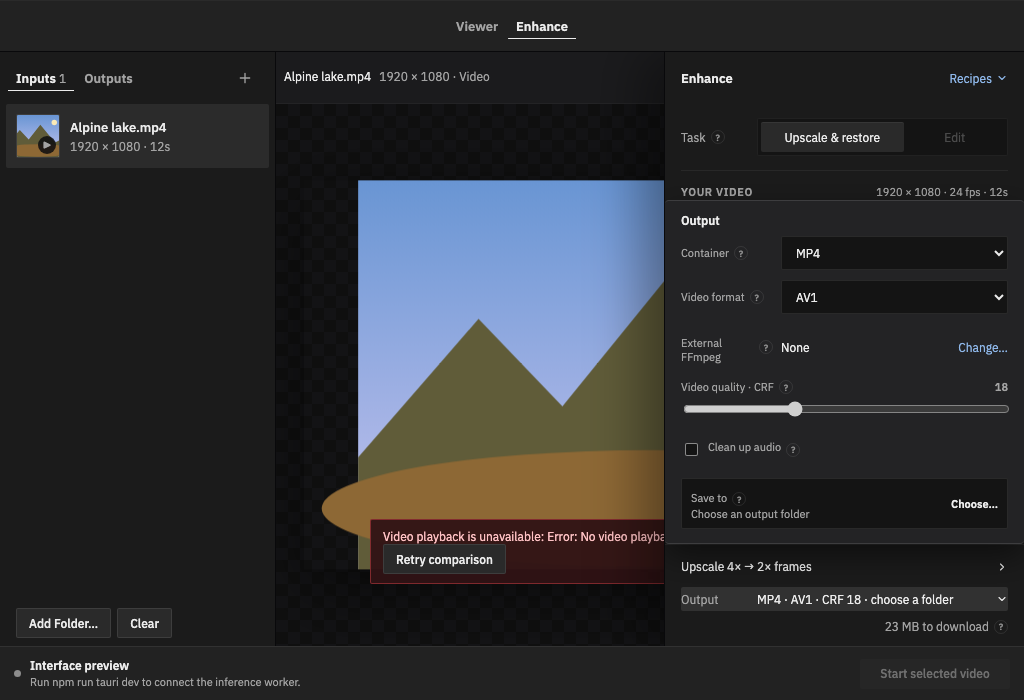 Viewer Enhance
Inputs 1 Outputs +
Alpine lake.mp4
1920 × 1080 · 12s
Add Folder... Clear
Alpine lake.mp4 1920 × 1080 · Video
Video playback is unavailable: Error: No video
Retry comparison
Enhance Recipes
Task ? Upscale & restore Edit
YOUR VIDEO 1920 × 1080 · 24 fps · 12s
Output
Container ? MP4
Video format ? AV1
External
FFmpeg ? None Change...
Video quality · CRF ? 18
Clean up audio ?
Save to ?
Choose an output folder Choose...
Upscale 4× → 2× frames
Output MP4 · AV1 · CRF 18 · choose a folder
23 MB to download ?
Interface preview
Run npm run tauri dev to connect the inference worker.
Start selected video